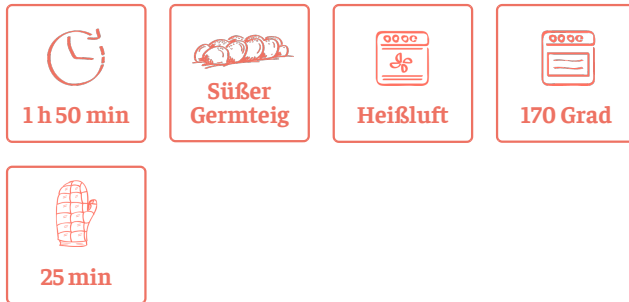 1 h 50 min
Süßer
Germteig
Heißluft
170 Grad
25 min